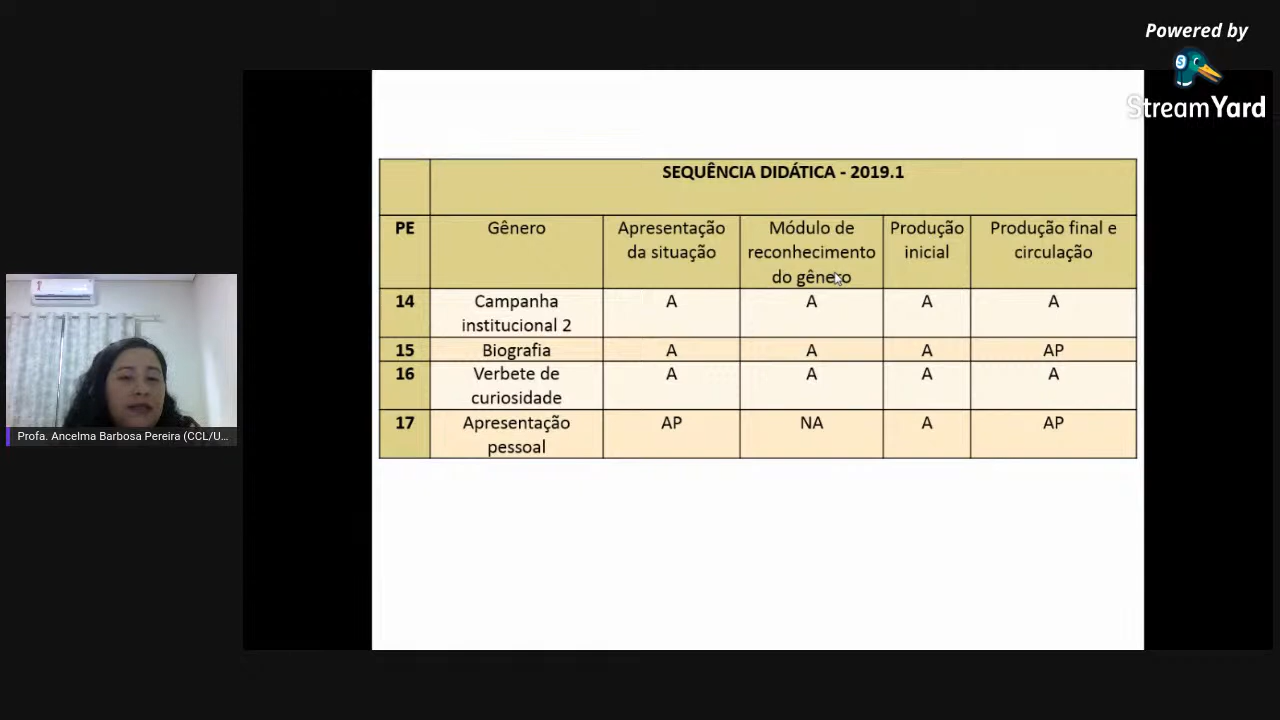 Powered by
StreamYard
SEQUÊNCIA DIDÁTICA - 2019.1
PE
Gênero
Apresentação
da situação
Módulo de
reconhecimento
do gênero
Produção
inicial
Produção final e
circulação
14
Campanha
institucional 2
A
A
A
A
15
Biografia
A
A
A
AP
16
Verbete de
curiosidade
A
A
A
A
17
Apresentação
pessoal
AP
NA
A
AP
Profa. Ancelma Barbosa Pereira (CCL/U...